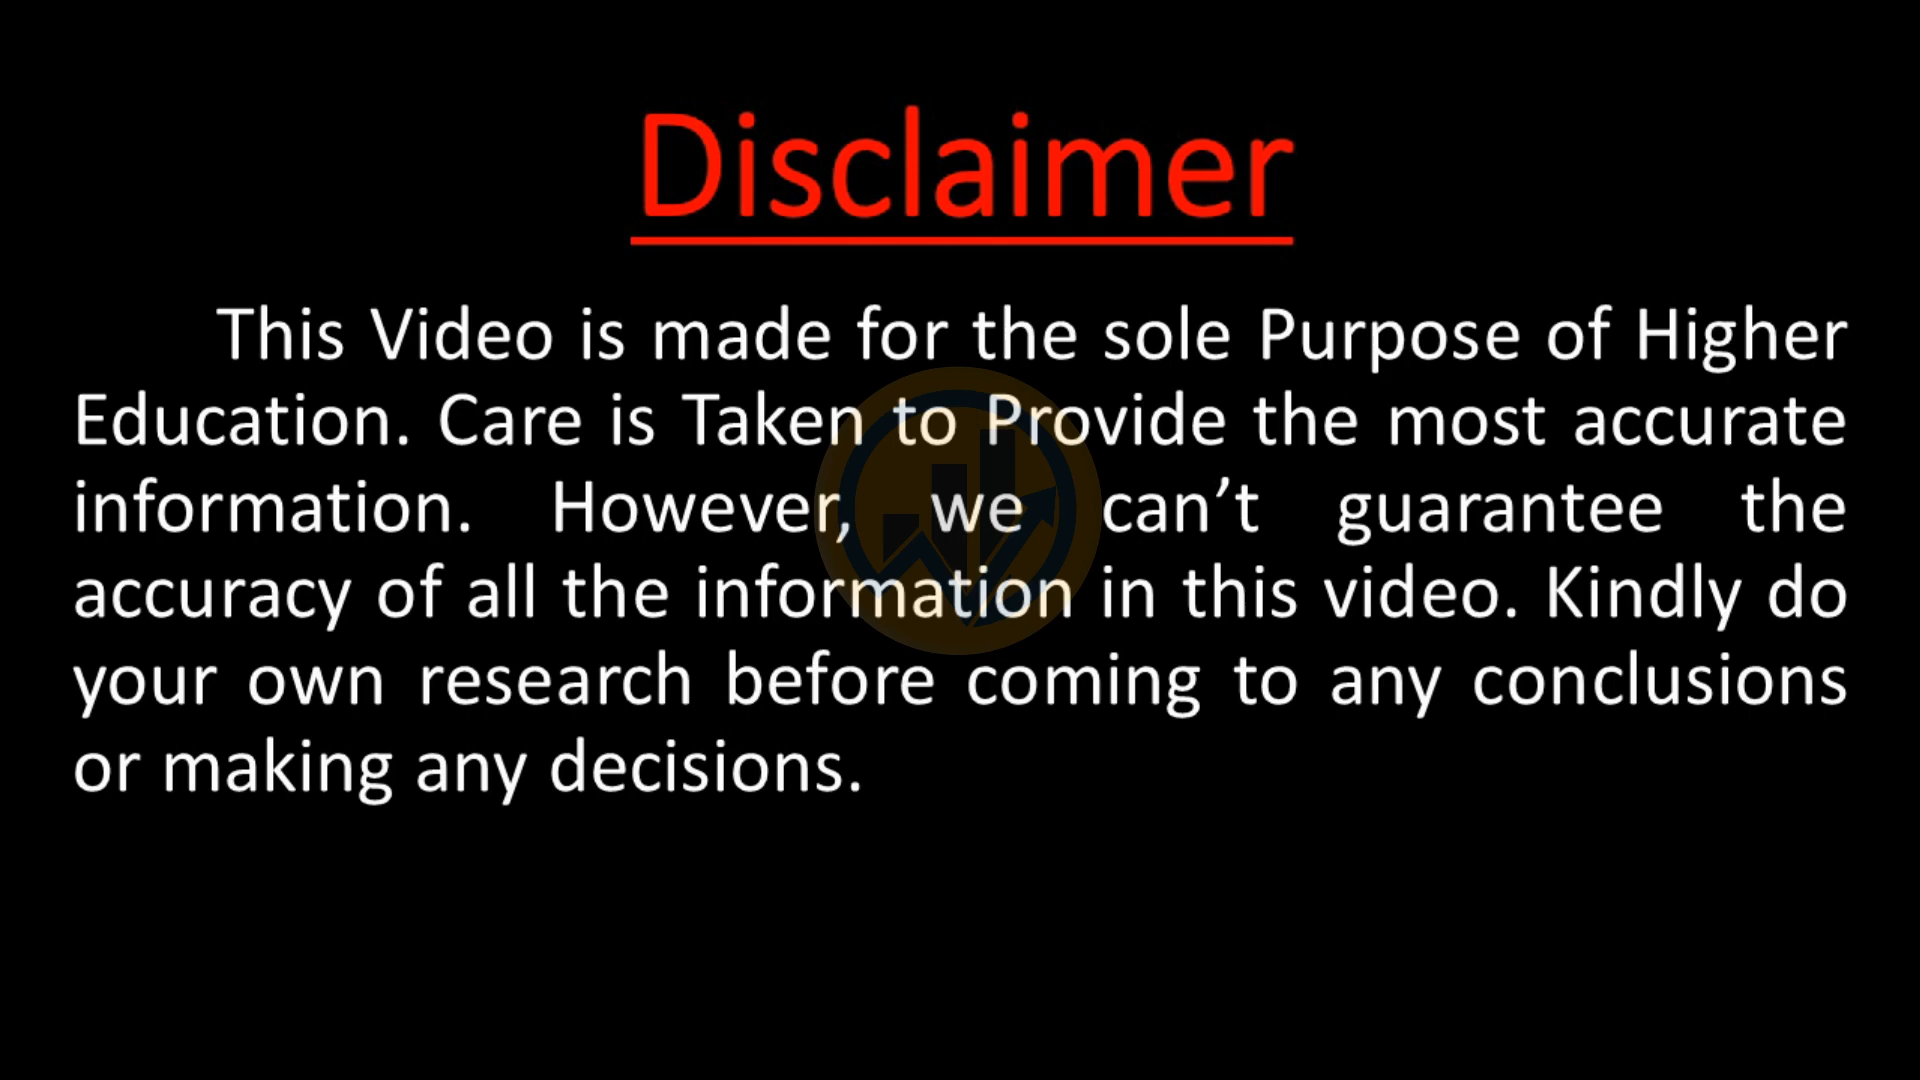 Disclaimer
This Video is made for the sole Purpose of Higher
Education. Care is Taken to Provide the most accurate
information. However, we can’t guarantee the
accuracy of all the information in this video. Kindly do
your own research before coming to any conclusions
or making any decisions.